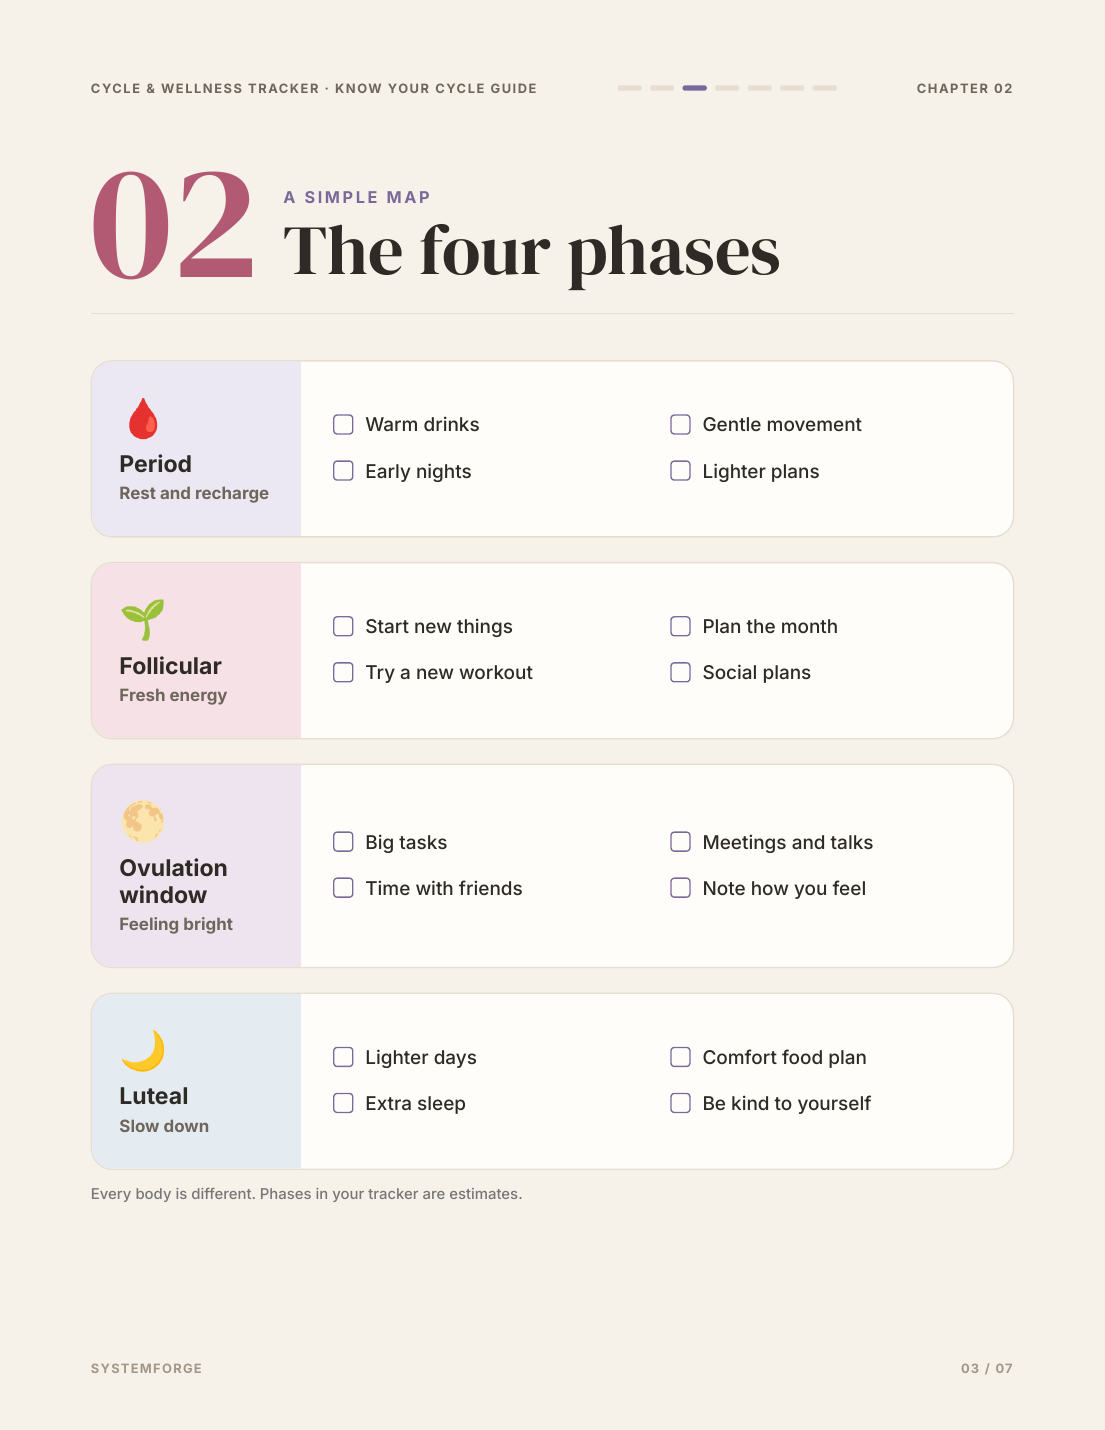 CYCLE & WELLNESS TRACKER · KNOW YOUR CYCLE GUIDE
CHAPTER 02
02
A SIMPLE MAP
The four phases
Period
Rest and recharge
Warm drinks
Gentle movement
Early nights
Lighter plans
Follicular
Fresh energy
Start new things
Plan the month
Try a new workout
Social plans
Ovulation
window
Feeling bright
Big tasks
Meetings and talks
Time with friends
Note how you feel
Luteal
Slow down
Lighter days
Comfort food plan
Extra sleep
Be kind to yourself
Every body is different. Phases in your tracker are estimates.
SYSTEMFORGE
03 / 07